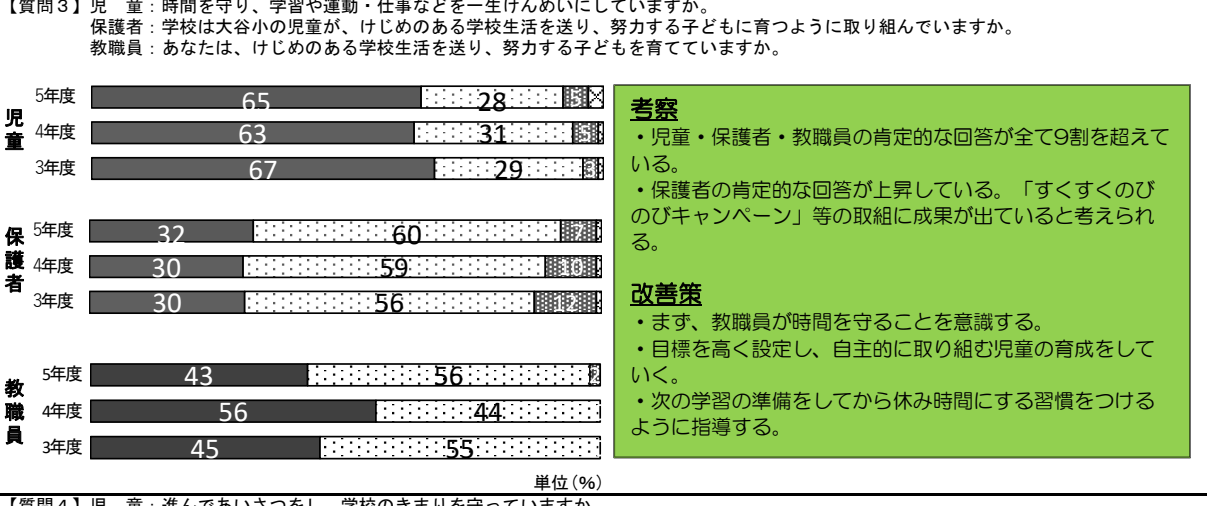 【質問3】児　童：時間を守り、学習や運動・仕事などを一生けんめいにしていますか。
保護者：学校は大谷小の児童が、けじめのある学校生活を送り、努力する子どもに育つように取り組んでいますか。
教職員：あなたは、けじめのある学校生活を送り、努力する子どもを育てていますか。
児童
5年度 65 28 5
4年度 63 31 5
3年度 67 29 3
保護者
5年度 32 60 7
4年度 30 59 10
3年度 30 56 12
教職員
5年度 43 56 2
4年度 56 44
3年度 45 55
単位(%)
考察
・児童・保護者・教職員の肯定的な回答が全て9割を超えて
いる。
・保護者の肯定的な回答が上昇している。「すくすくのび
のびキャンペーン」等の取組に成果が出ていると考えられ
る。
改善策
・まず、教職員が時間を守ることを意識する。
・目標を高く設定し、自主的に取り組む児童の育成をして
いく。
・次の学習の準備をしてから休み時間にする習慣をつける
ように指導する。
【質問4】児　童：進んであいさつをし、学校のきまりを守っていますか。